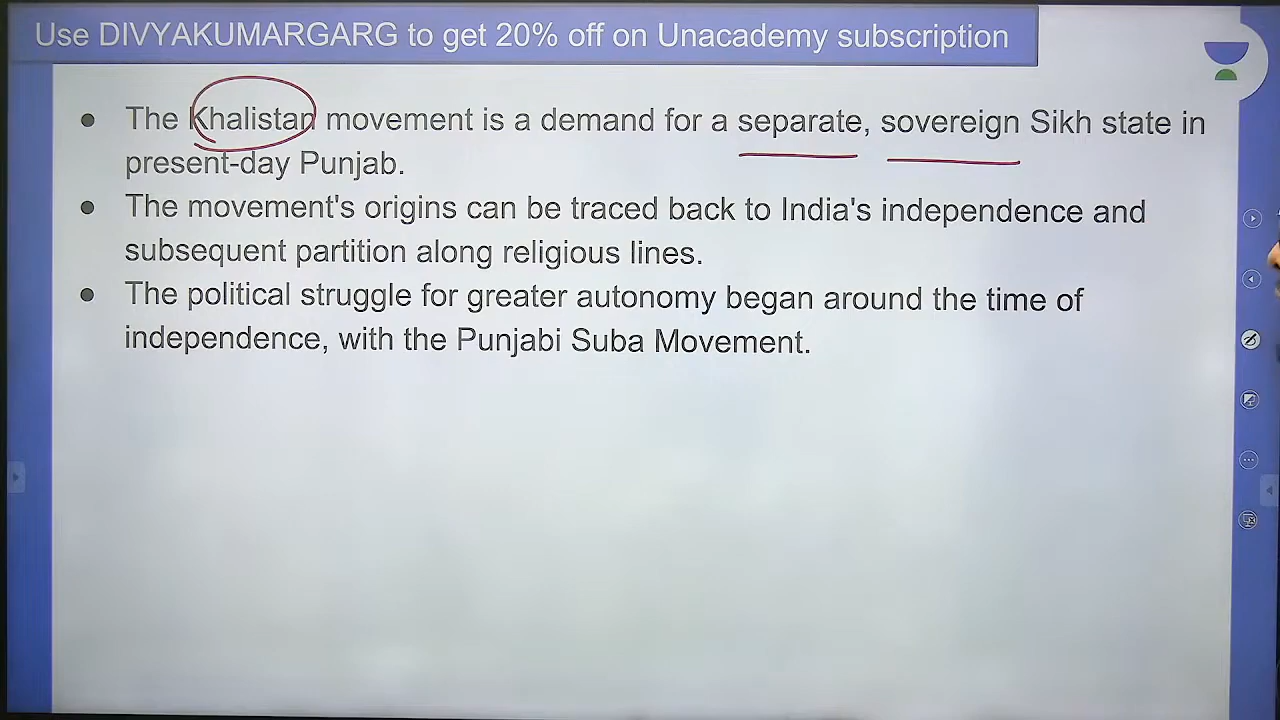 Use DIVYAKUMARGARG to get 20% off on Unacademy subscription
● The Khalistan movement is a demand for a separate, sovereign Sikh state in
present-day Punjab.
● The movement's origins can be traced back to India's independence and
subsequent partition along religious lines.
● The political struggle for greater autonomy began around the time of
independence, with the Punjabi Suba Movement.